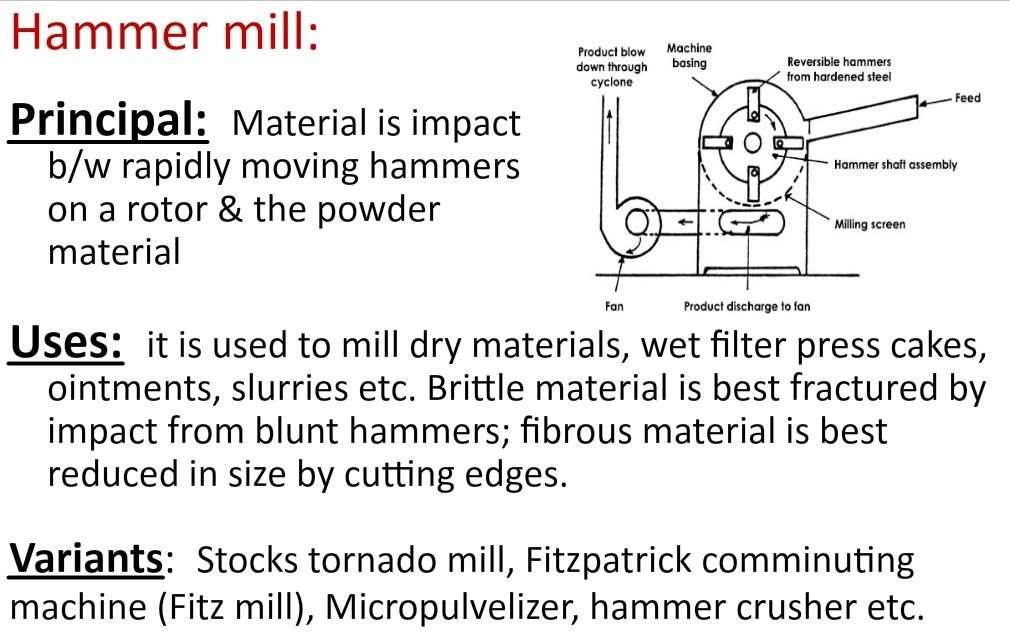 Hammer mill:
Product blow
down through
cyclone
Machine
basing
Reversible hammers
from hardened steel
Feed
Hammer shaft assembly
Milling screen
Fan
Product discharge to fan
Principal: Material is impact
b/w rapidly moving hammers
on a rotor & the powder
material
Uses: it is used to mill dry materials, wet filter press cakes,
ointments, slurries etc. Brittle material is best fractured by
impact from blunt hammers; fibrous material is best
reduced in size by cutting edges.
Variants: Stocks tornado mill, Fitzpatrick comminuting
machine (Fitz mill), Micropulvelizer, hammer crusher etc.